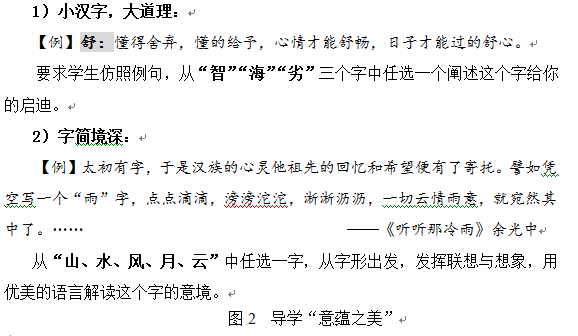 1）小汉字，大道理：
【例】舒：懂得舍弃，懂的给予，心情才能舒畅，日子才能过的舒心。
要求学生仿照例句，从“智”“海”“劣”三个字中任选一个阐述这个字给你
的启迪。
2）字简境深：
【例】太初有字，于是汉族的心灵他祖先的回忆和希望便有了寄托。譬如凭
空写一个“雨”字，点点滴滴，滂滂沱沱，淅淅沥沥，一切云情雨意，就宛然其
中了。…… ——《听听那冷雨》余光中
从“山、水、风、月、云”中任选一字，从字形出发，发挥联想与想象，用
优美的语言解读这个字的意境。
图 2 导学“意蕴之美”